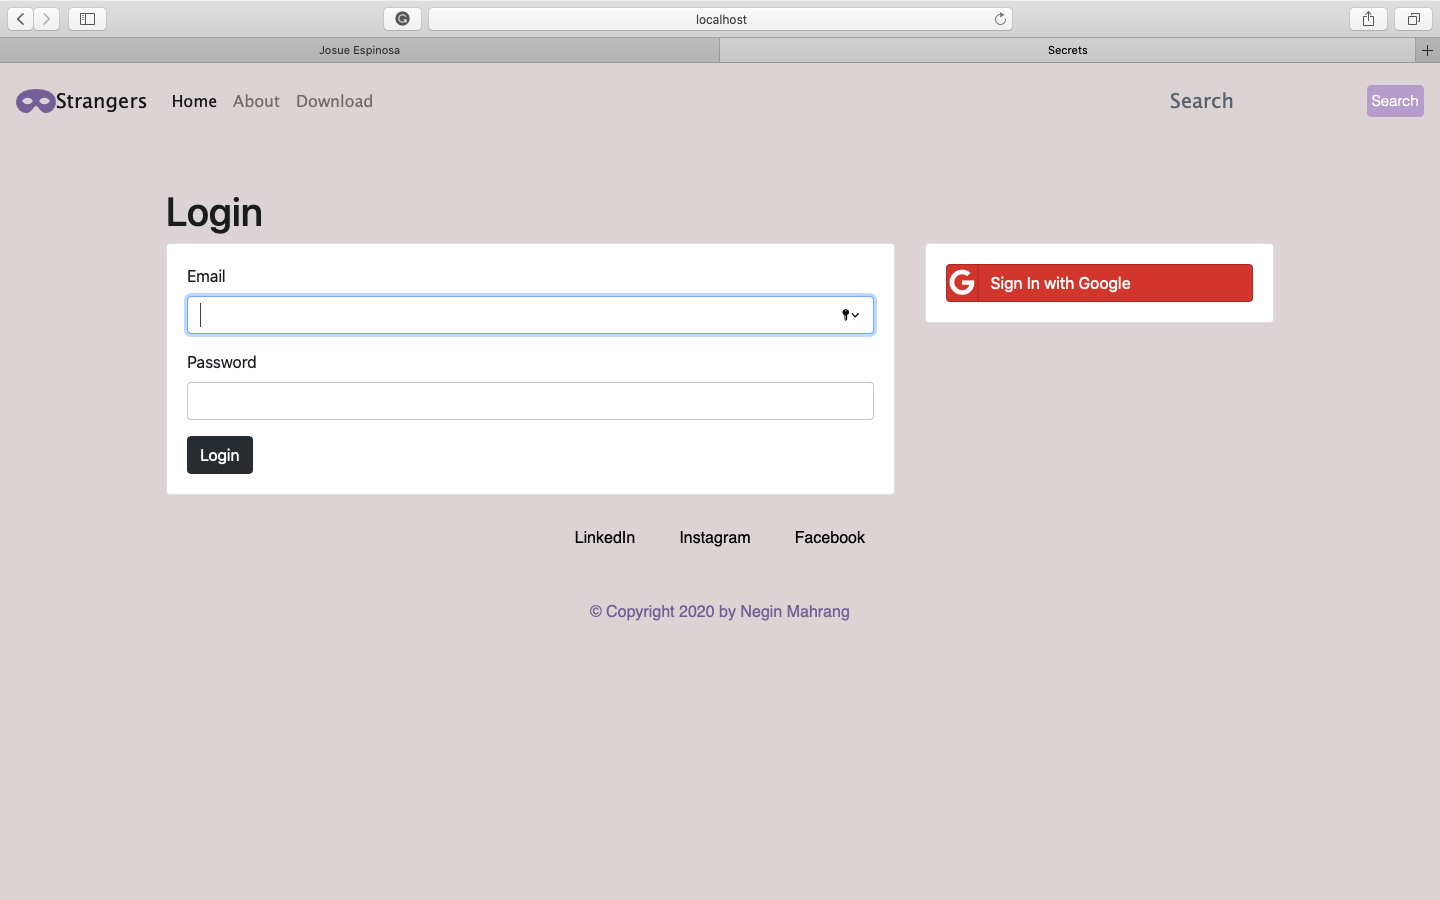 localhost
Josue Espinosa
Secrets
Strangers Home About Download Search Search
Login
Email
Sign In with Google
Password
Login
LinkedIn Instagram Facebook
© Copyright 2020 by Negin Mahrang